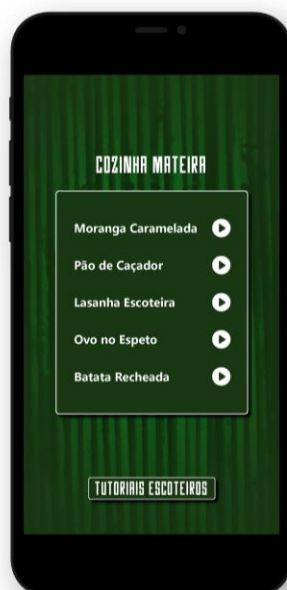 COZINHA MATEIRA
Moranga Caramelada
Pão de Caçador
Lasanha Escoteira
Ovo no Espeto
Batata Recheada
TUTORIAIS ESCOTEIROS